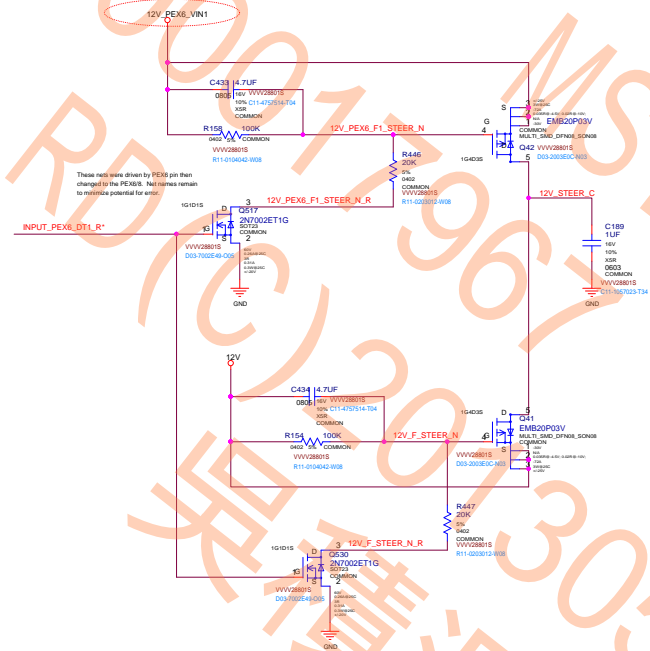 12V_PEX6_VIN1
C433 4.7UF
0805
16V
10%
X5R
COMMON
VVVV28801S
C11-4757514-T04
R158 100K
0402 5%
COMMON
VVVV28801S
R11-0104042-W08
12V_PEX6_F1_STEER_N
G
4
S
D
5
1G4D3S
EMB20P03V
COMMON
MULTI_SMD_DFN08_SON08
Q42
VVVV28801S
D03-2003E0C-N03
R446
20K
5%
0402
COMMON
VVVV28801S
R11-0203012-W08
These nets were driven by PEX6 pin then
changed to the PEX6/8. Net names remain
to minimize potential for error.
12V_PEX6_F1_STEER_N_R
1G1D1S
3
D
Q517
2N7002ET1G
SOT23
COMMON
1G
S
2
VVVV28801S
D03-7002E49-O05
INPUT_PEX6_DT1_R*
GND
12V_STEER_C
C189
1UF
16V
10%
X5R
0603
COMMON
VVVV28801S
C11-1057023-T34
GND
12V
C434 4.7UF
0805
16V
10%
X5R
COMMON
VVVV28801S
C11-4757514-T04
R154 100K
0402 5%
COMMON
VVVV28801S
R11-0104042-W08
12V_F_STEER_N
1G4D3S
D
5
4
G
S
Q41
EMB20P03V
MULTI_SMD_DFN08_SON08
COMMON
VVVV28801S
D03-2003E0C-N03
R447
20K
5%
0402
COMMON
VVVV28801S
R11-0203012-W08
12V_F_STEER_N_R
1G1D1S
3
D
Q530
2N7002ET1G
SOT23
COMMON
1G
S
2
VVVV28801S
D03-7002E49-O05
GND